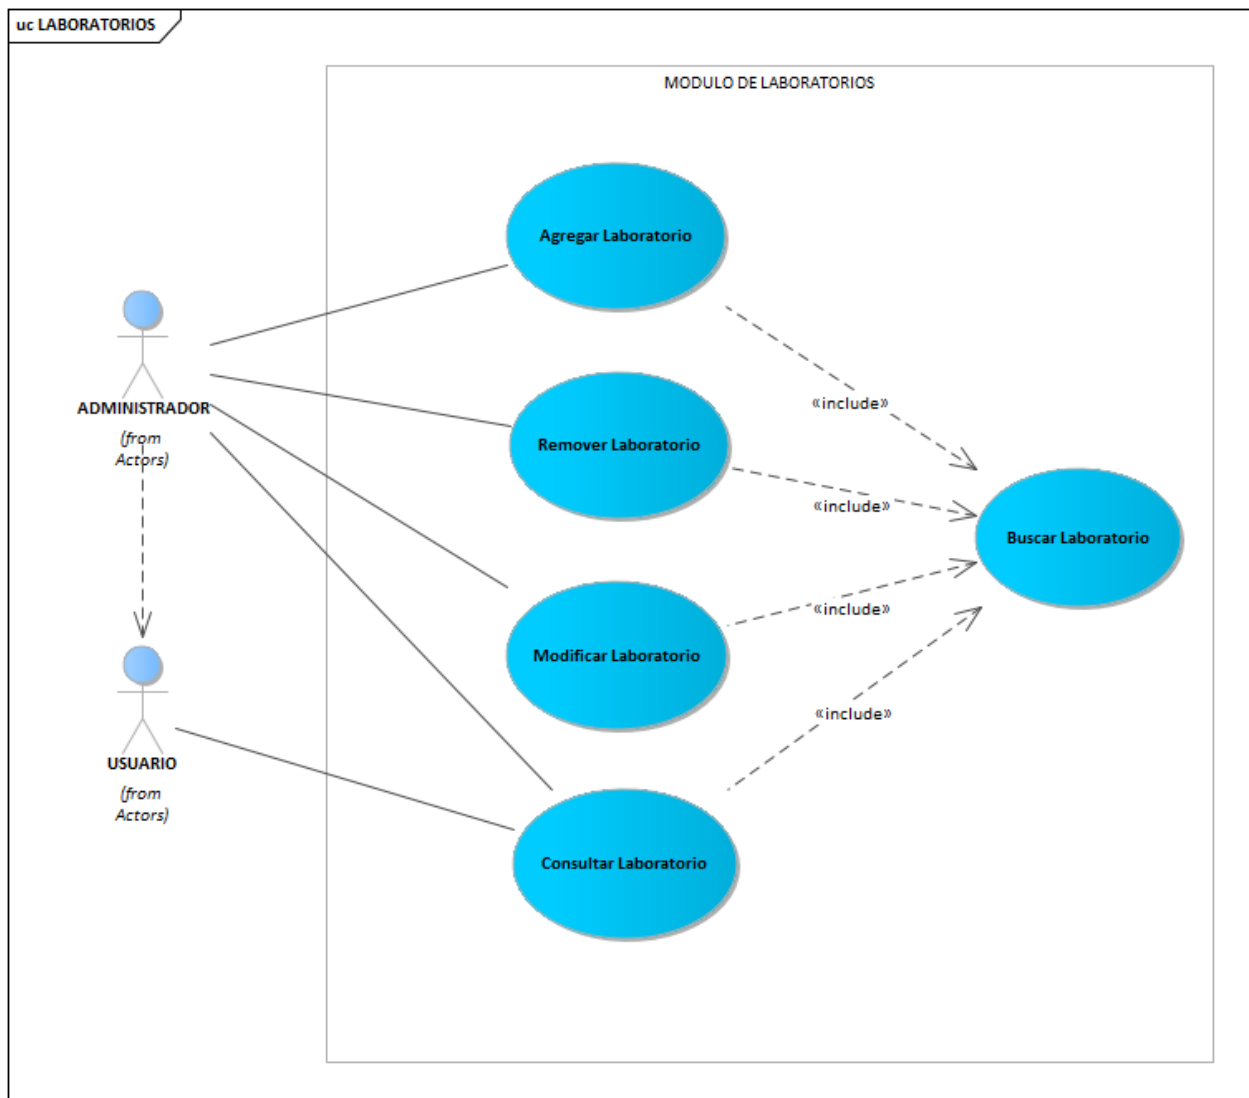 uc LABORATORIOS
MODULO DE LABORATORIOS
Agregar Laboratorio
ADMINISTRADOR
(from
Actors)
«include»
Remover Laboratorio
«include»
Buscar Laboratorio
«include»
Modificar Laboratorio
«include»
USUARIO
(from
Actors)
Consultar Laboratorio